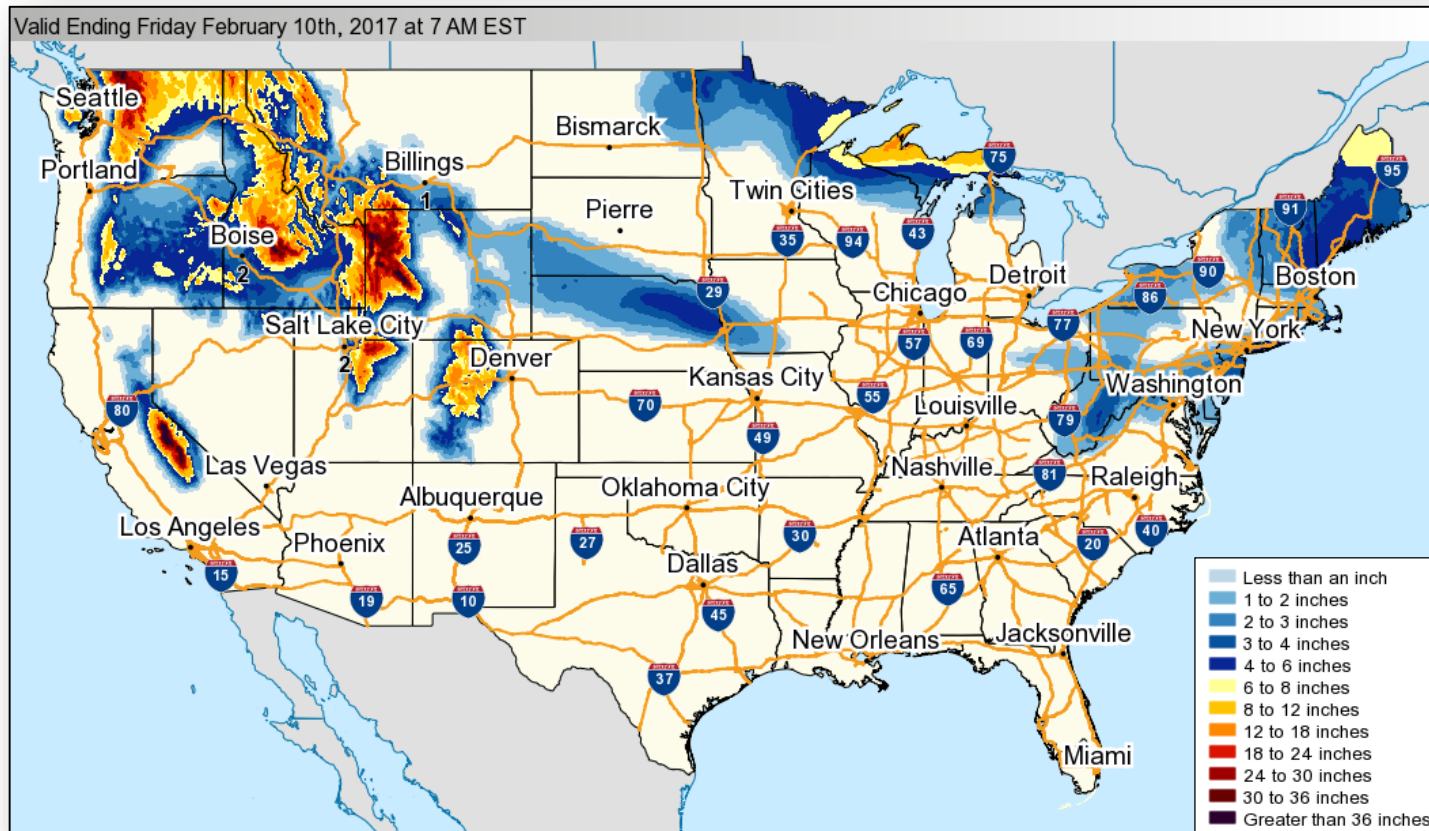 Valid Ending Friday February 10th, 2017 at 7 AM EST
Seattle
Bismarck
Portland
Billings
75
95
1
Twin Cities
Pierre
91
Boise
35
94
43
2
90
Detroit
Boston
29
86
Chicago
Salt Lake City
77
New York
57
69
2
Denver
Kansas City
Washington
80
70
55
Louisville
79
49
Las Vegas
Nashville
81
Raleigh
Albuquerque
Oklahoma City
Los Angeles
Phoenix
25
27
30
Atlanta
20
40
15
Dallas
19
10
45
65
New Orleans
Jacksonville
37
Miami
Less than an inch
1 to 2 inches
2 to 3 inches
3 to 4 inches
4 to 6 inches
6 to 8 inches
8 to 12 inches
12 to 18 inches
18 to 24 inches
24 to 30 inches
30 to 36 inches
Greater than 36 inches